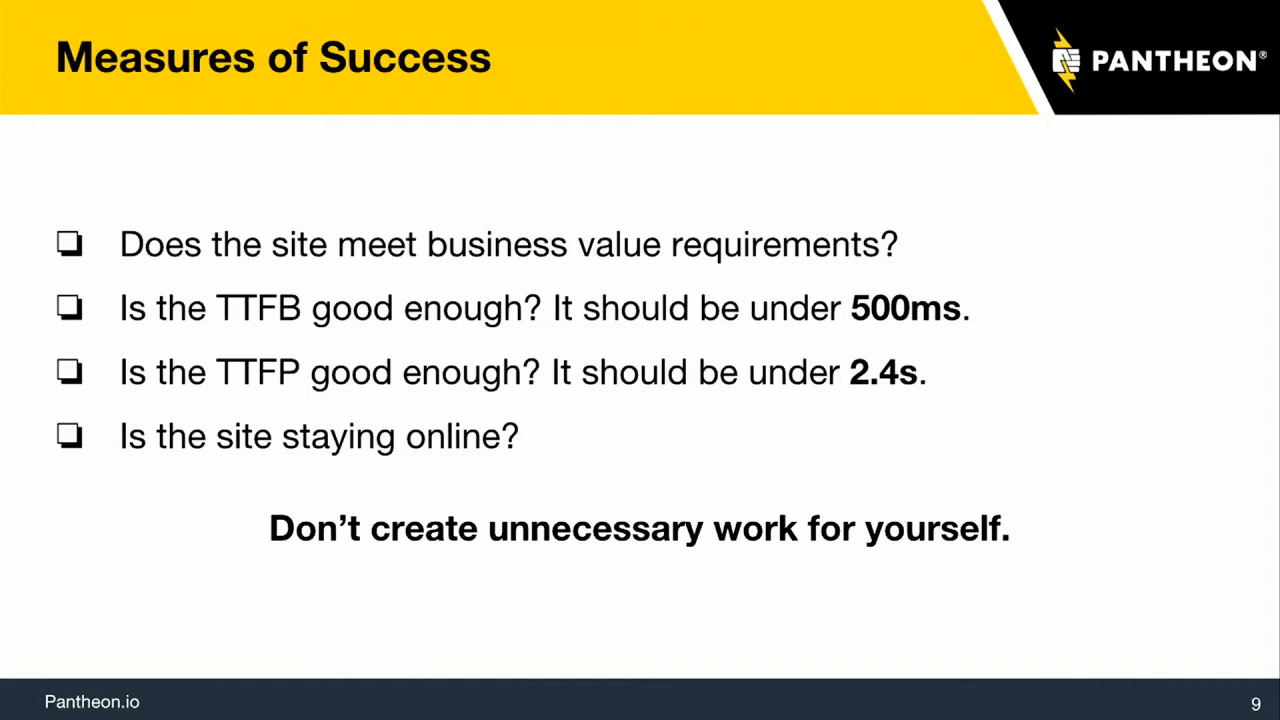 Measures of Success
PANTHEON®
Does the site meet business value requirements?
Is the TTFB good enough? It should be under 500ms.
Is the TTFP good enough? It should be under 2.4s.
Is the site staying online?
Don’t create unnecessary work for yourself.
Pantheon.io
9